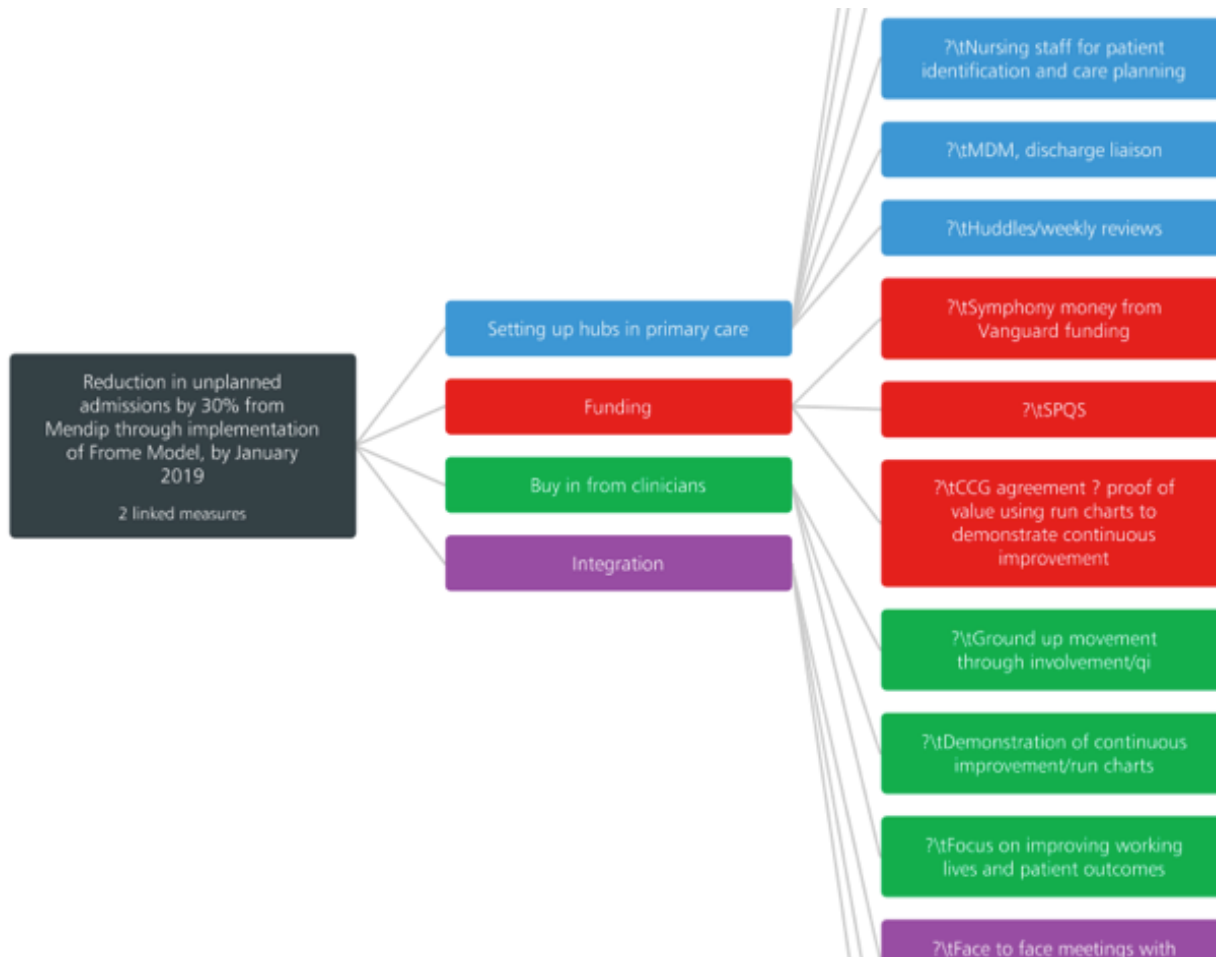 Reduction in unplanned
admissions by 30% from
Mendip through implementation
of Frome Model, by January
2019
2 linked measures
Setting up hubs in primary care
Funding
Buy in from clinicians
Integration
?\tNursing staff for patient
identification and care planning
?\tMDM, discharge liaison
?\tHuddles/weekly reviews
?\tSymphony money from
Vanguard funding
?\tSPQS
?\tCCG agreement ? proof of
value using run charts to
demonstrate continuous
improvement
?\tGround up movement
through involvement/qi
?\tDemonstration of continuous
improvement/run charts
?\tFocus on improving working
lives and patient outcomes
?\tFace to face meetings with